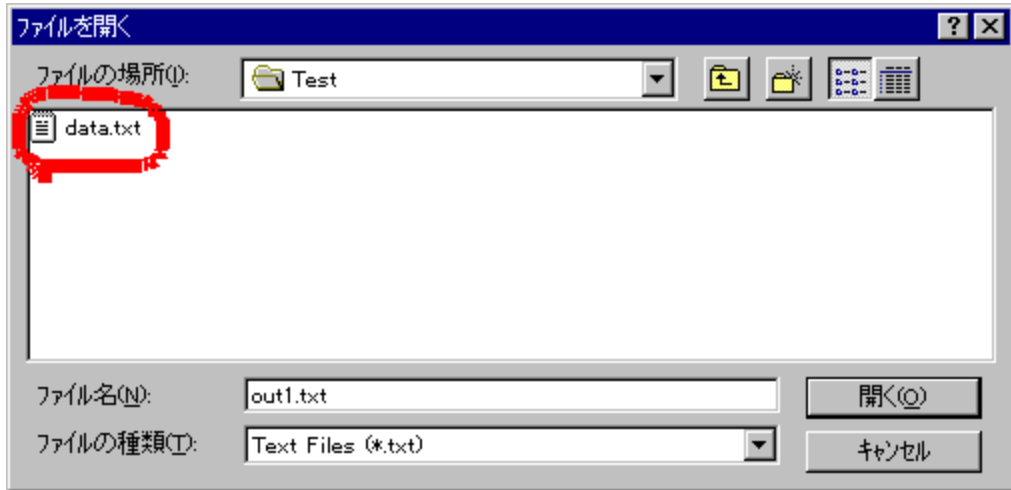 ファイルを開く
ファイルの場所(I):
Test
data.txt
ファイル名(N):
out1.txt
開く(O)
ファイルの種類(T):
Text Files (*.txt)
キャンセル